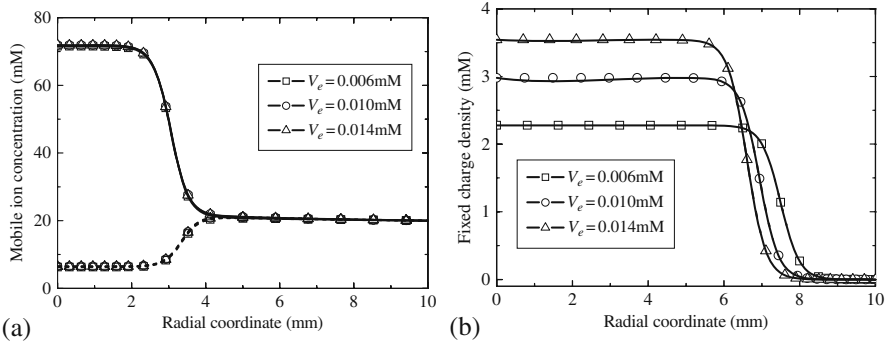 80
60
40
20
0
Mobile ion concentration (mM)
V_e = 0.006mM
V_e = 0.010mM
V_e = 0.014mM
0 2 4 6 8 10
Radial coordinate (mm)
(a)
4
3
2
1
0
Fixed charge density (mM)
V_e = 0.006mM
V_e = 0.010mM
V_e = 0.014mM
0 2 4 6 8 10
Radial coordinate (mm)
(b)